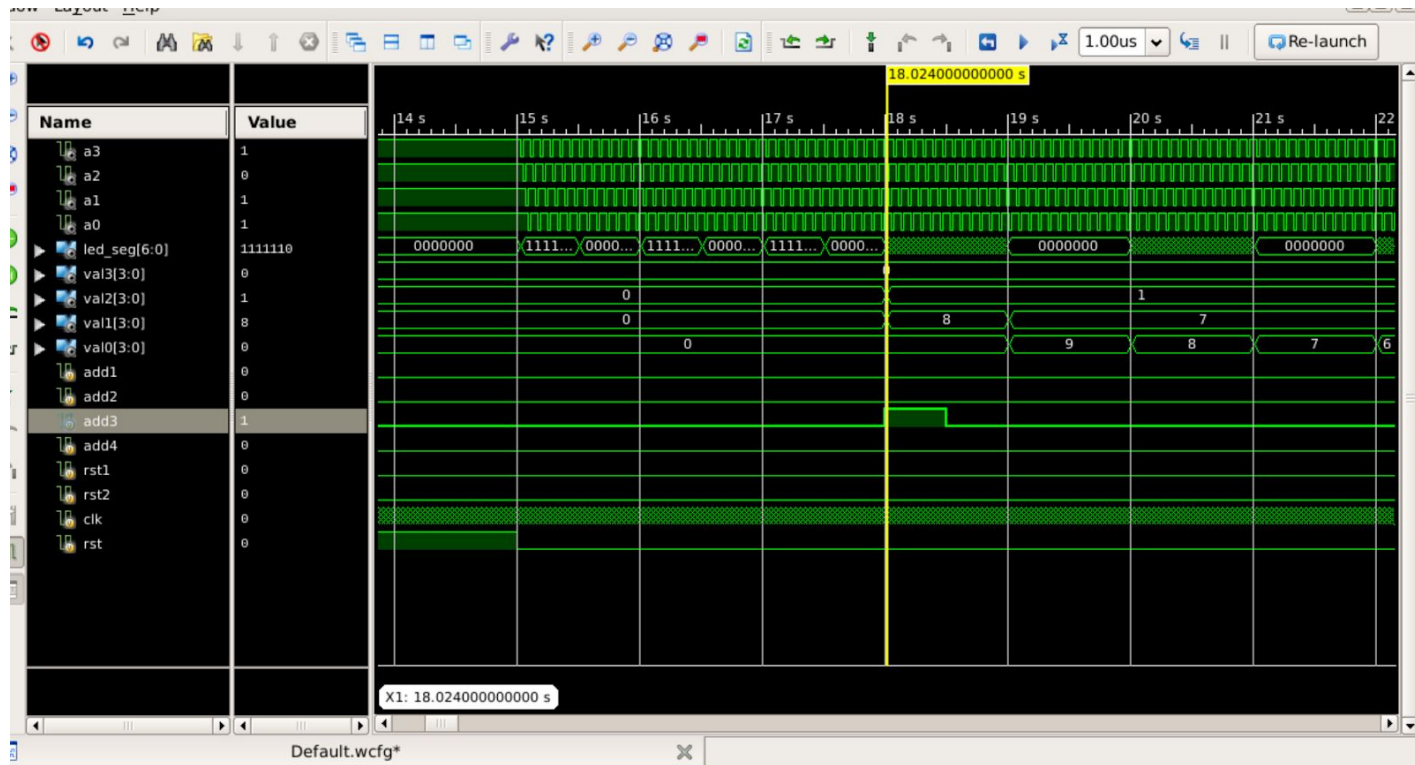 Layout Help
1.00us
Re-launch
18.024000000000 s
Name Value
14 s 15 s 16 s 17 s 18 s 19 s 20 s 21 s 22
a3 1
a2 0
a1 1
a0 1
led_seg[6:0] 1111110 0000000 1111... 0000... 1111... 0000... 1111... 0000... 0000000 0000000
val3[3:0] 0
val2[3:0] 1 0 1
val1[3:0] 8 0 8 7
val0[3:0] 0 0 9 8 7 6
add1 0
add2 0
add3 1
add4 0
rst1 0
rst2 0
clk 0
rst 0
X1: 18.024000000000 s
Default.wcfg*